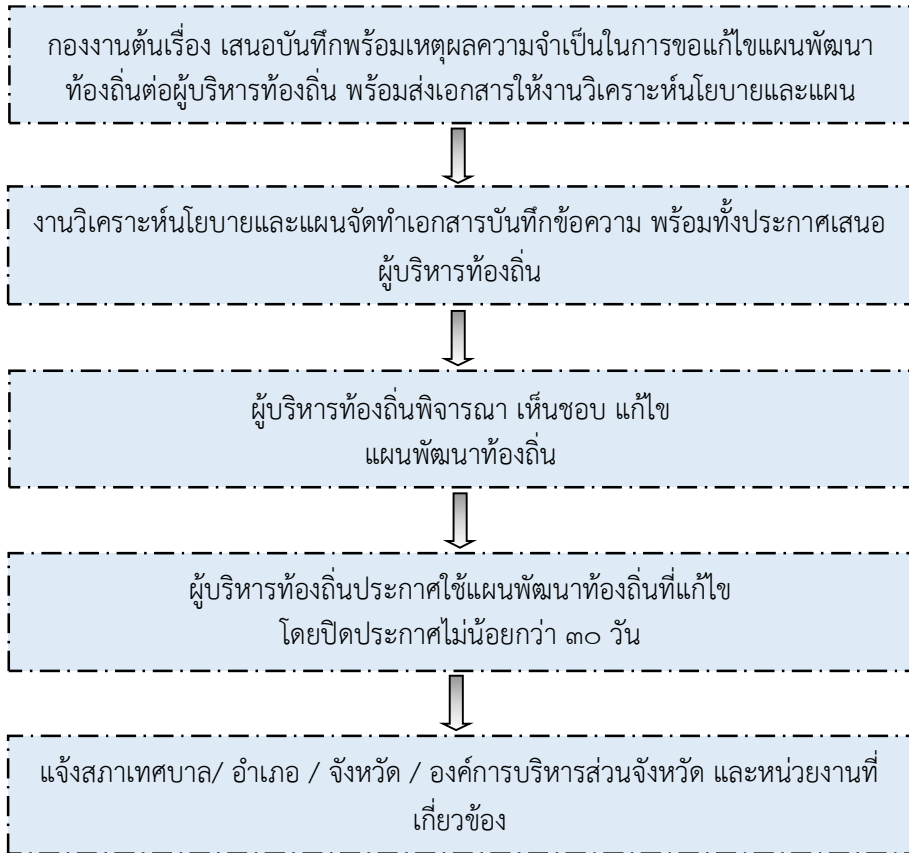 กองงานต้นเรื่อง เสนอบันทึกพร้อมเหตุผลความจำเป็นในการขอแก้ไขแผนพัฒนา
ท้องถิ่นต่อผู้บริหารท้องถิ่น พร้อมส่งเอกสารให้งานวิเคราะห์นโยบายและแผน
งานวิเคราะห์นโยบายและแผนจัดทำเอกสารบันทึกข้อความ พร้อมทั้งประกาศเสนอ
ผู้บริหารท้องถิ่น
ผู้บริหารท้องถิ่นพิจารณา เห็นชอบ แก้ไข
แผนพัฒนาท้องถิ่น
ผู้บริหารท้องถิ่นประกาศใช้แผนพัฒนาท้องถิ่นที่แก้ไข
โดยปิดประกาศไม่น้อยกว่า ๓๐ วัน
แจ้งสภาเทศบาล/ อำเภอ / จังหวัด / องค์การบริหารส่วนจังหวัด และหน่วยงานที่
เกี่ยวข้อง